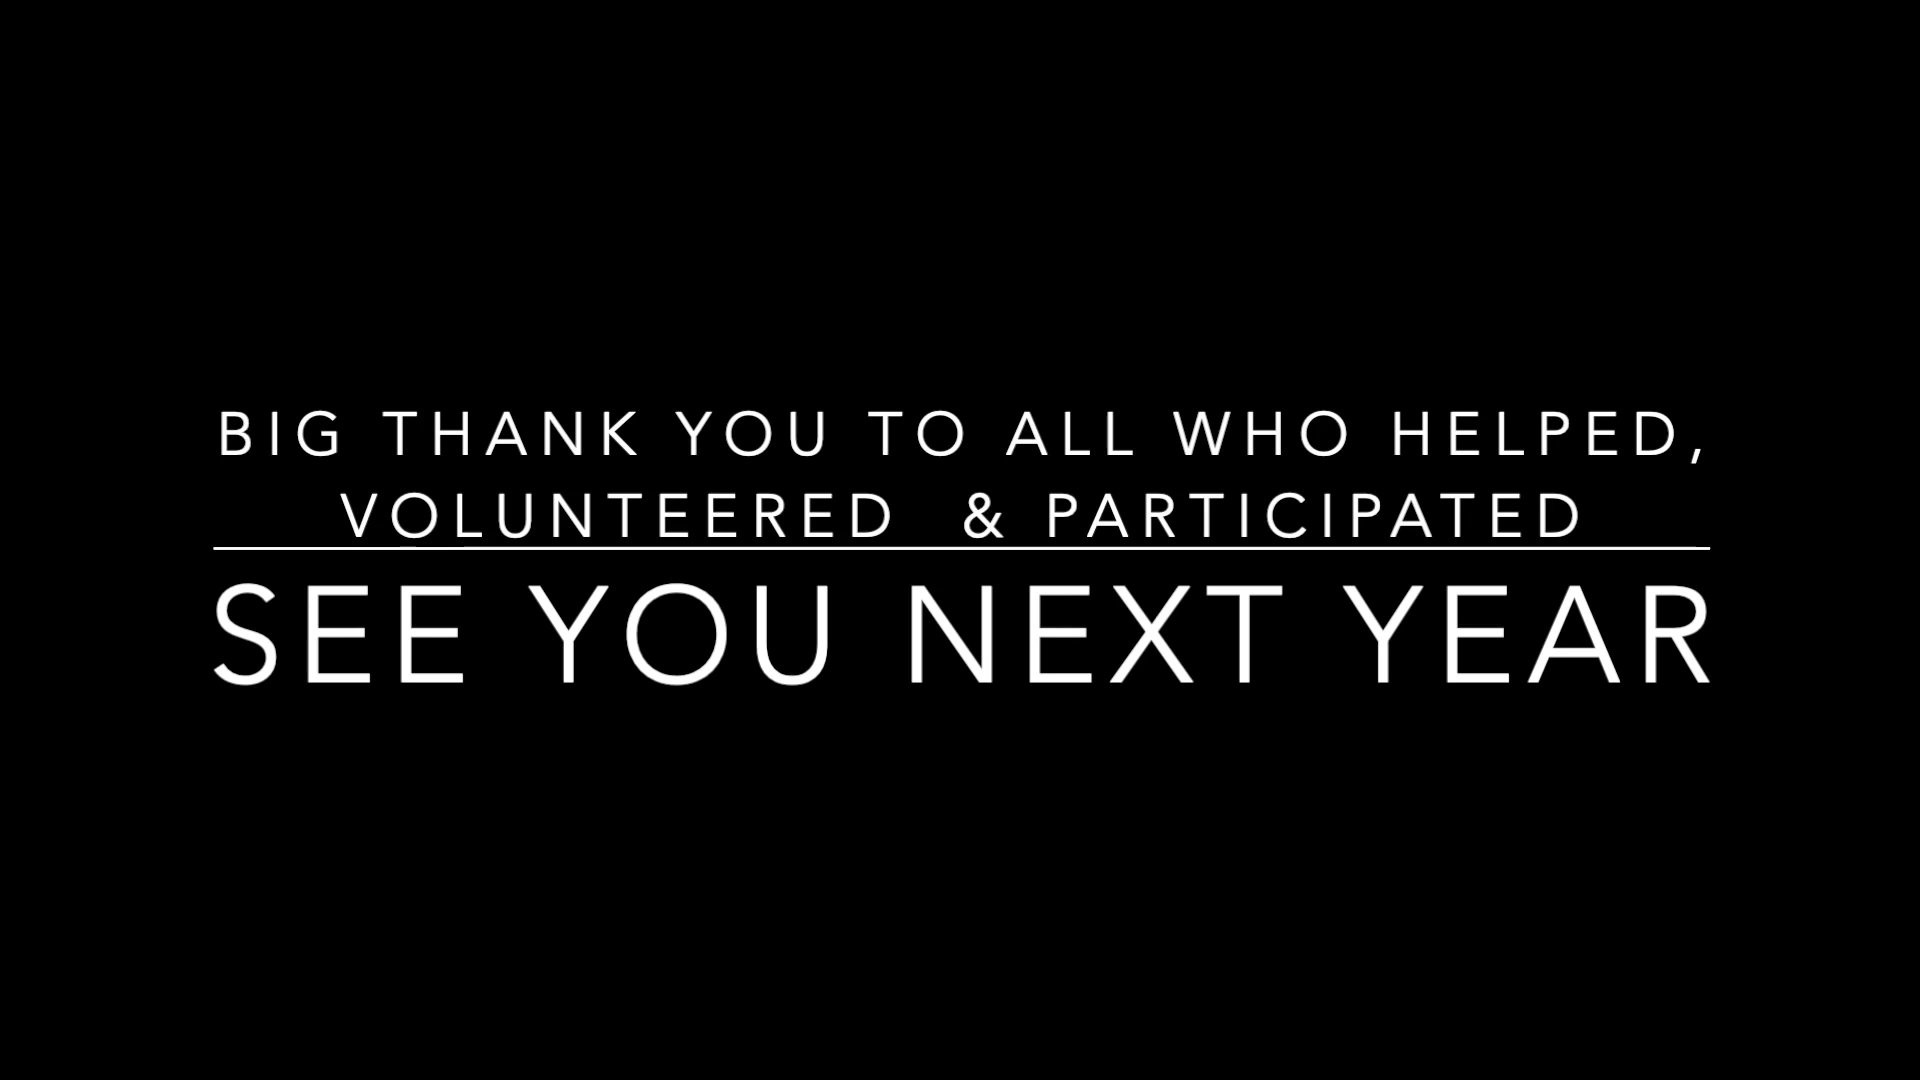 BIG THANK YOU TO ALL WHO HELPED,
VOLUNTEERED & PARTICIPATED
SEE YOU NEXT YEAR